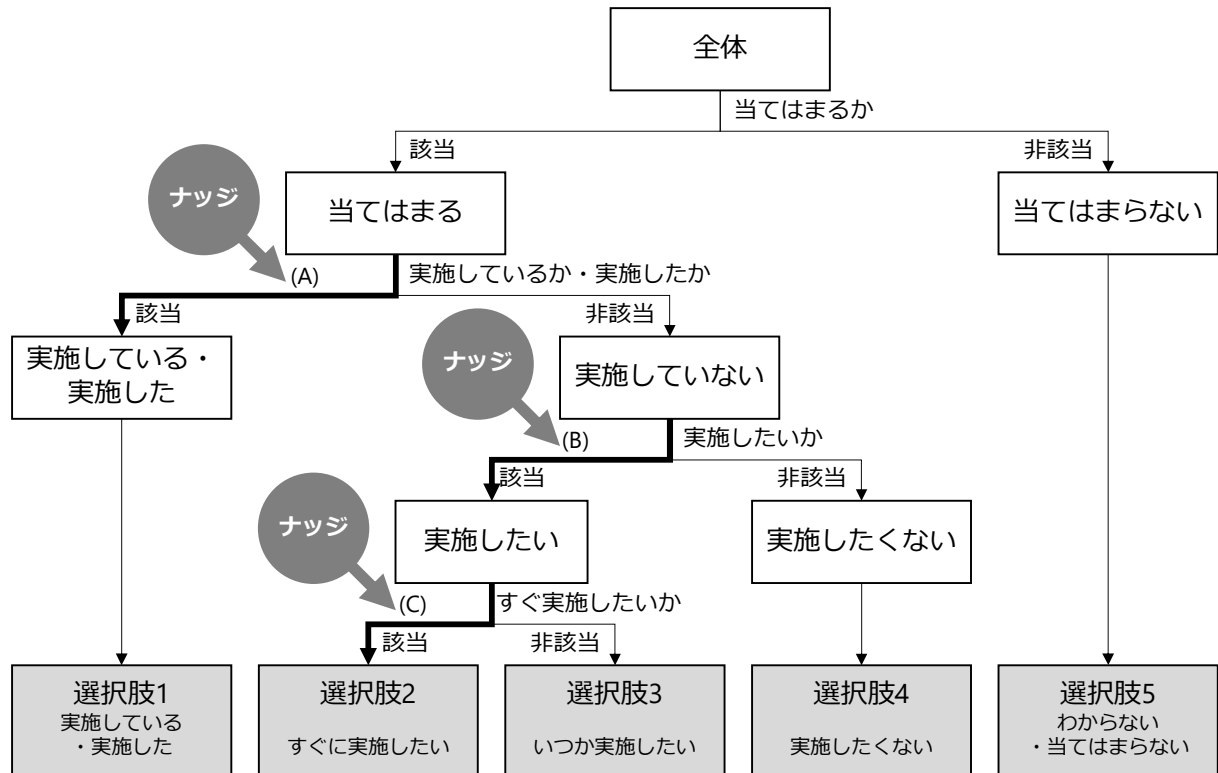 全体
当てはまるか
該当
非該当
ナッジ
当てはまる
当てはまらない
(A)
実施しているか・実施したか
該当
非該当
実施している・
実施した
ナッジ
実施していない
(B)
実施したいか
該当
非該当
ナッジ
実施したい
実施したくない
(C)
すぐ実施したいか
該当
非該当
選択肢1
実施している
・実施した
選択肢2
すぐに実施したい
選択肢3
いつか実施したい
選択肢4
実施したくない
選択肢5
わからない
・当てはまらない